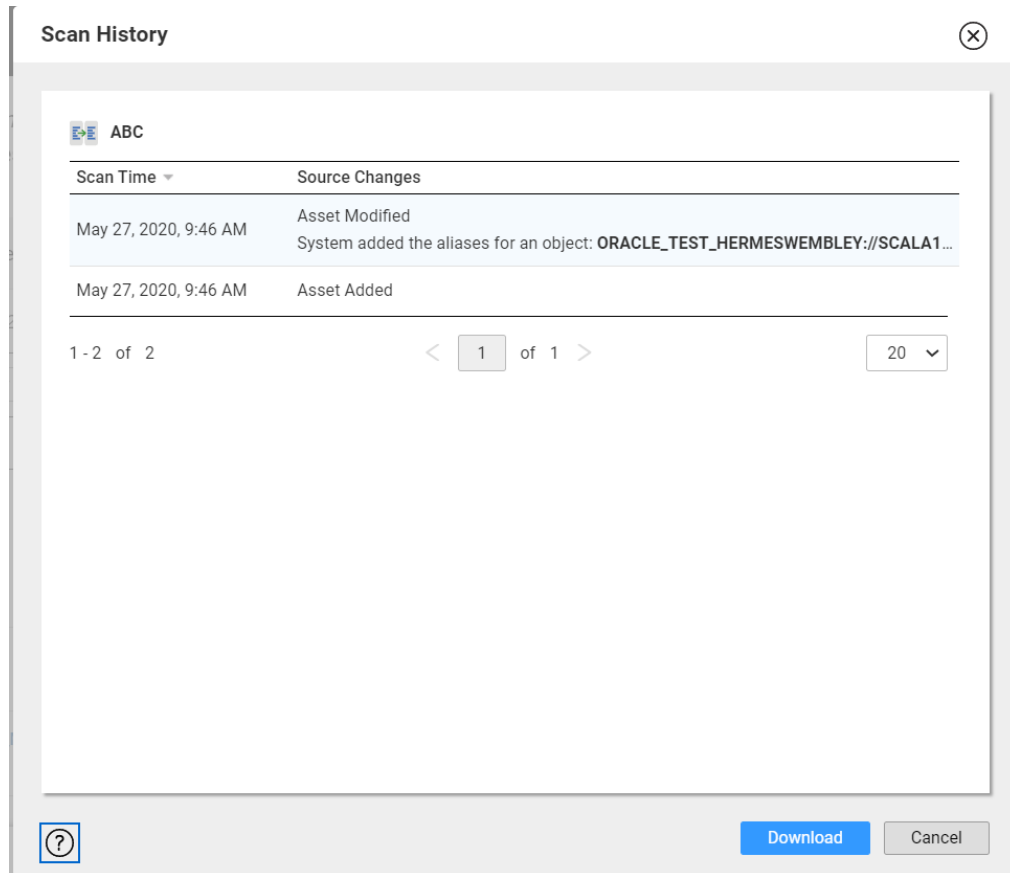 Scan History
ABC
Scan Time Source Changes
May 27, 2020, 9:46 AM Asset Modified
System added the aliases for an object: ORACLE_TEST_HERMESWEMBLEY://SCALA1...
May 27, 2020, 9:46 AM Asset Added
1 - 2 of 2 1 of 1 20
? Download Cancel